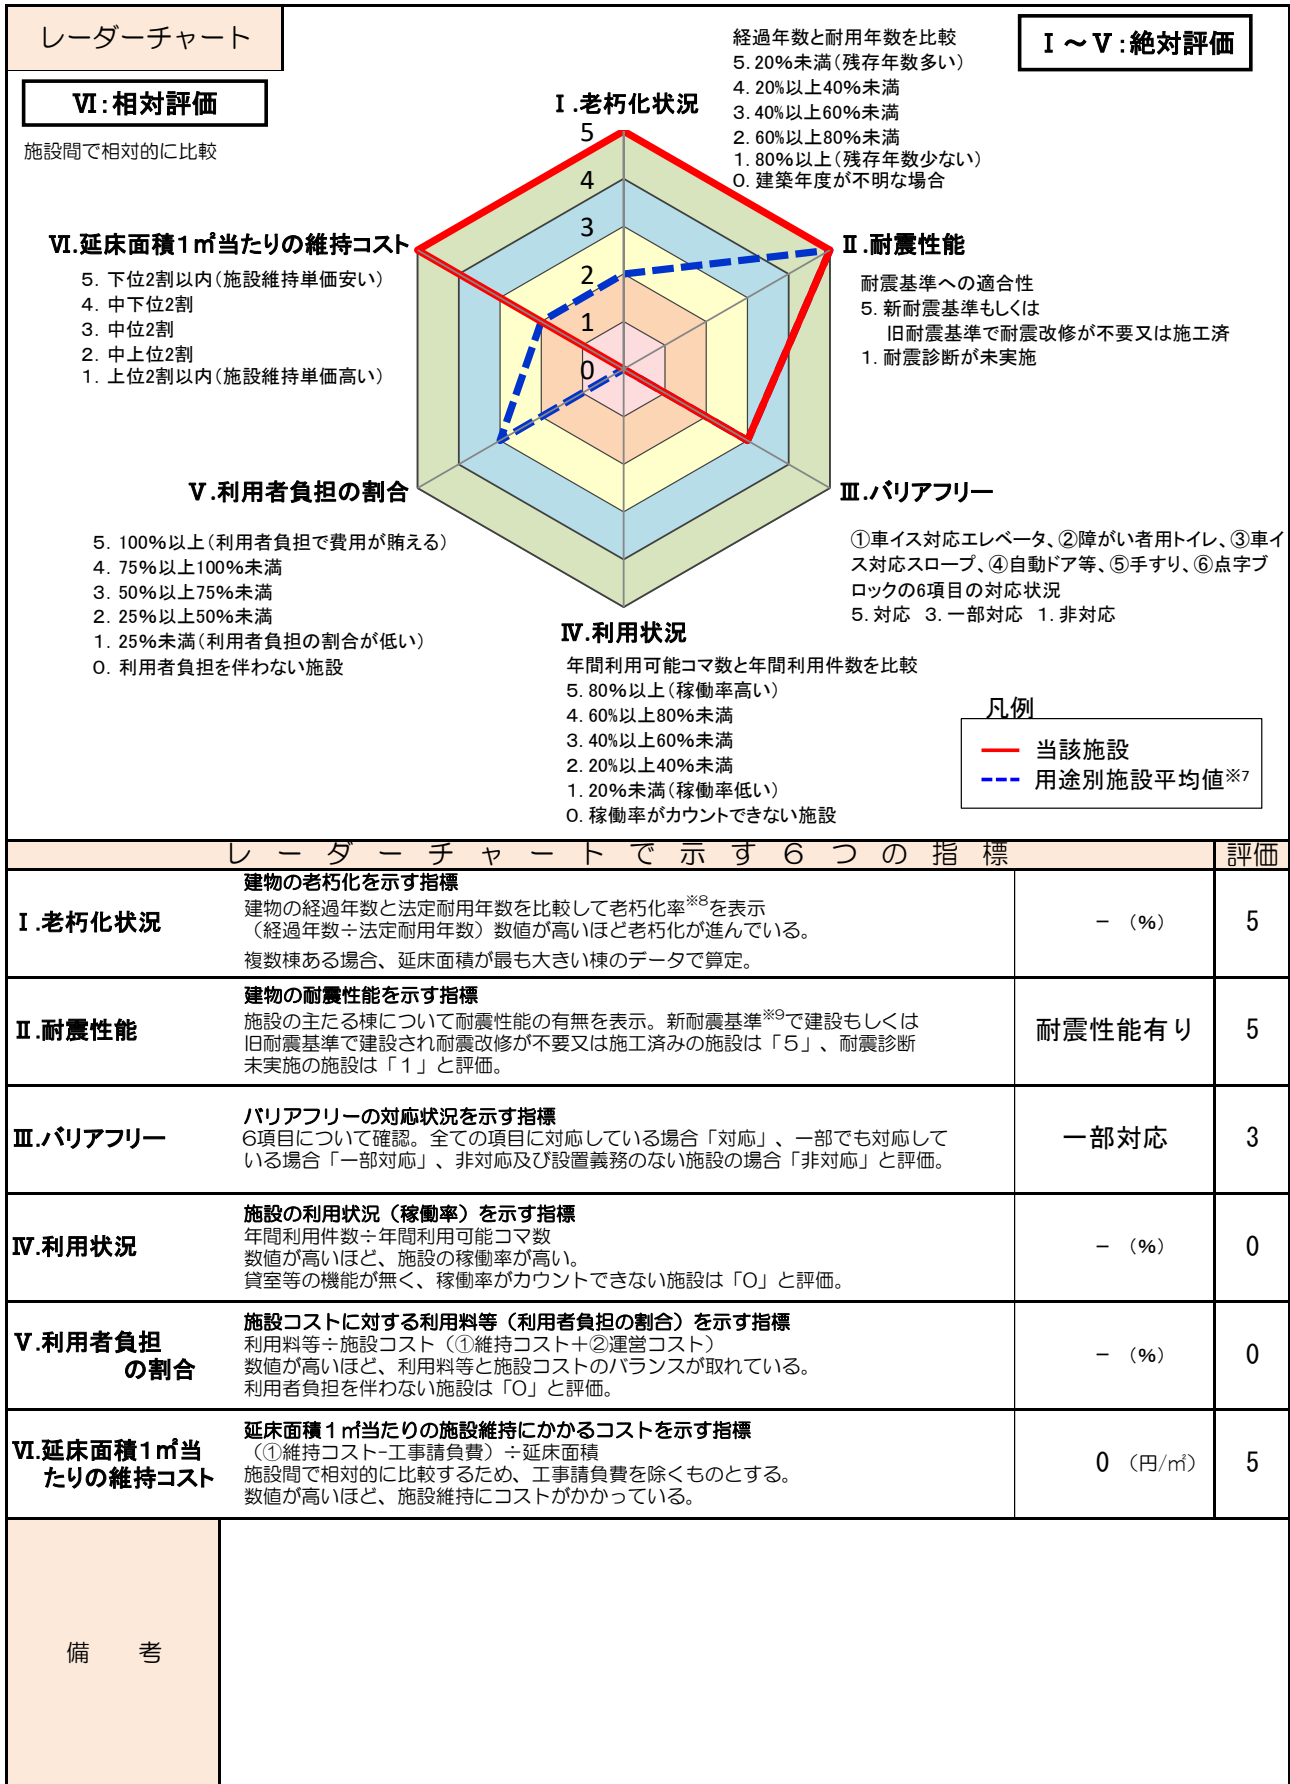 レーダーチャート
Ⅰ～Ⅴ:絶対評価
Ⅵ:相対評価
施設間で相対的に比較
経過年数と耐用年数を比較
5.20％未満(残存年数多い)
4.20％以上40％未満
3.40％以上60％未満
2.60％以上80％未満
1.80％以上(残存年数少ない)
0.建築年度が不明な場合
Ⅰ.老朽化状況
5
4
3
2
1
0
Ⅵ.延床面積1㎡当たりの維持コスト
5.下位2割以内(施設維持単価安い)
4.中下位2割
3.中位2割
2.中上位2割
1.上位2割以内(施設維持単価高い)
Ⅱ.耐震性能
耐震基準への適合性
5.新耐震基準もしくは
旧耐震基準で耐震改修が不要又は施工済
1.耐震診断が未実施
Ⅴ.利用者負担の割合
5.100％以上(利用者負担で費用が賄える)
4.75％以上100％未満
3.50％以上75％未満
2.25％以上50％未満
1.25％未満(利用者負担の割合が低い)
0.利用者負担を伴わない施設
Ⅲ.バリアフリー
①車イス対応エレベータ、②障がい者用トイレ、③車イ
ス対応スロープ、④自動ドア等、⑤手すり、⑥点字ブ
ロックの6項目の対応状況
5.対応 3.一部対応 1.非対応
Ⅳ.利用状況
年間利用可能コマ数と年間利用件数を比較
5.80％以上(稼働率高い)
4.60％以上80％未満
3.40％以上60％未満
2.20％以上40％未満
1.20％未満(稼働率低い)
0.稼働率がカウントできない施設
凡例
当該施設
用途別施設平均値※7
レーダーチャートで示す６つの指標 評価
Ⅰ.老朽化状況
建物の老朽化を示す指標
建物の経過年数と法定耐用年数を比較して老朽化率※8を表示
（経過年数÷法定耐用年数）数値が高いほど老朽化が進んでいる。
複数棟ある場合、延床面積が最も大きい棟のデータで算定。
－ （％） 5
Ⅱ.耐震性能
建物の耐震性能を示す指標
施設の主たる棟について耐震性能の有無を表示。新耐震基準※9で建設もしくは
旧耐震基準で建設され耐震改修が不要又は施工済みの施設は「５」、耐震診断
未実施の施設は「１」と評価。
耐震性能有り 5
Ⅲ.バリアフリー
バリアフリーの対応状況を示す指標
6項目について確認。全ての項目に対応している場合「対応」、一部でも対応して
いる場合「一部対応」、非対応及び設置義務のない施設の場合「非対応」と評価。
一部対応 3
Ⅳ.利用状況
施設の利用状況（稼働率）を示す指標
年間利用件数÷年間利用可能コマ数
数値が高いほど、施設の稼働率が高い。
貸室等の機能が無く、稼働率がカウントできない施設は「０」と評価。
－ （％） 0
Ⅴ.利用者負担
の割合
施設コストに対する利用料等（利用者負担の割合）を示す指標
利用料等÷施設コスト（①維持コスト＋②運営コスト）
数値が高いほど、利用料等と施設コストのバランスが取れている。
利用者負担を伴わない施設は「０」と評価。
－ （％） 0
Ⅵ.延床面積1㎡当
たりの維持コスト
延床面積１㎡当たりの施設維持にかかるコストを示す指標
（①維持コスト-工事請負費）÷延床面積
施設間で相対的に比較するため、工事請負費を除くものとする。
数値が高いほど、施設維持にコストがかかっている。
0 （円/㎡） 5
備 考